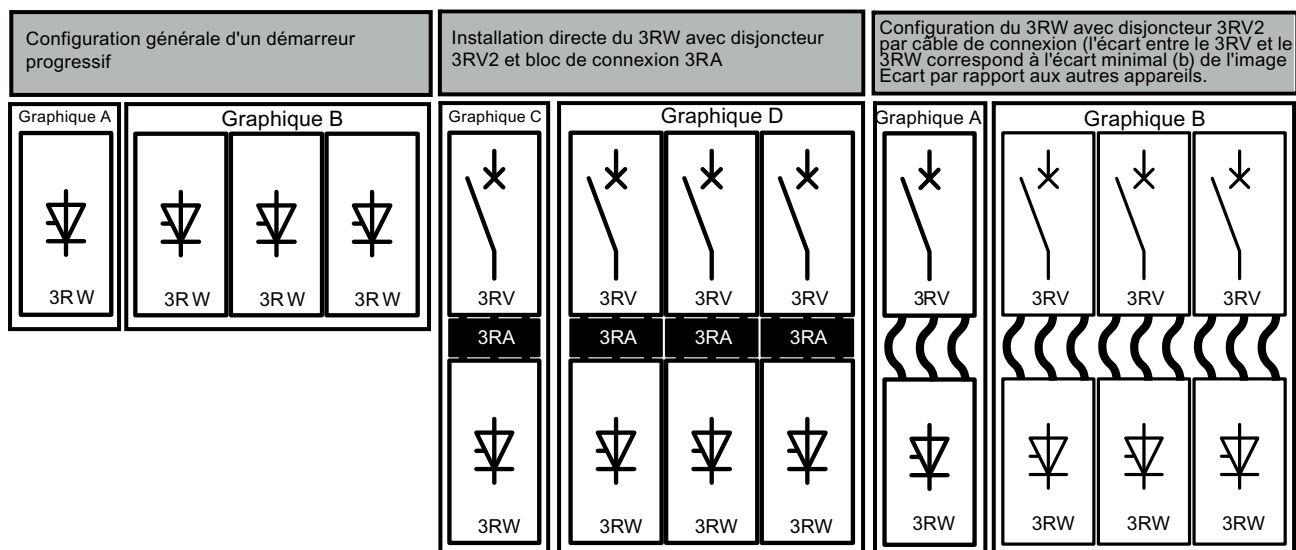 Configuration générale d'un démarreur
progressif
Installation directe du 3RW avec disjoncteur
3RV2 et bloc de connexion 3RA
Configuration du 3RW avec disjoncteur 3RV2
par câble de connexion (l'écart entre le 3RV et le
3RW correspond à l'écart minimal (b) de l'image
Ecart par rapport aux autres appareils.
Graphique A
Graphique B
Graphique C
Graphique D
Graphique A
Graphique B
3RW
3RW
3RW
3RW
3RV
3RV
3RV
3RV
3RV
3RV
3RV
3RV
3RA
3RA
3RA
3RA
3RW
3RW
3RW
3RW
3RW
3RW
3RW
3RW